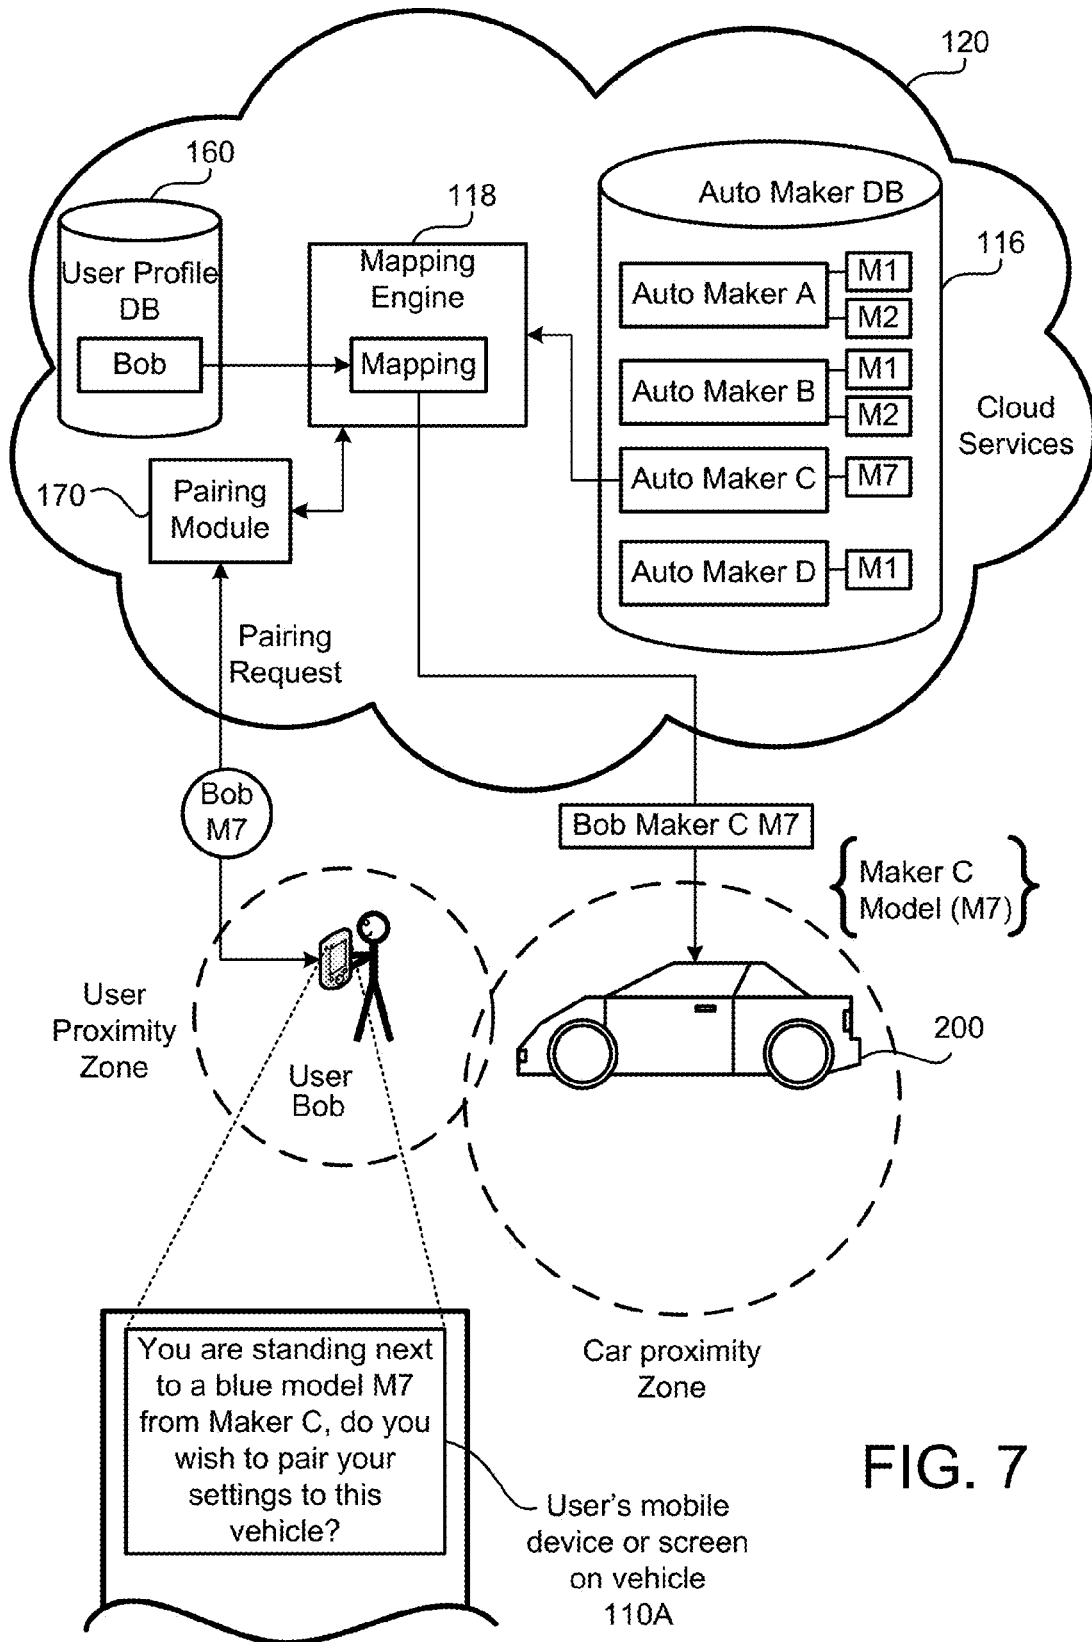 120
160
118
Auto Maker DB
116
User Profile
DB
Bob
Mapping
Engine
Mapping
Auto Maker A
M1
M2
Auto Maker B
M1
M2
Auto Maker C
M7
Auto Maker D
M1
Cloud
Services
170
Pairing
Module
Pairing
Request
Bob
M7
Bob Maker C M7
Maker C
Model (M7)
User
Proximity
Zone
User
Bob
200
Car proximity
Zone
You are standing next
to a blue model M7
from Maker C, do you
wish to pair your
settings to this
vehicle?
User's mobile
device or screen
on vehicle
110A
FIG. 7